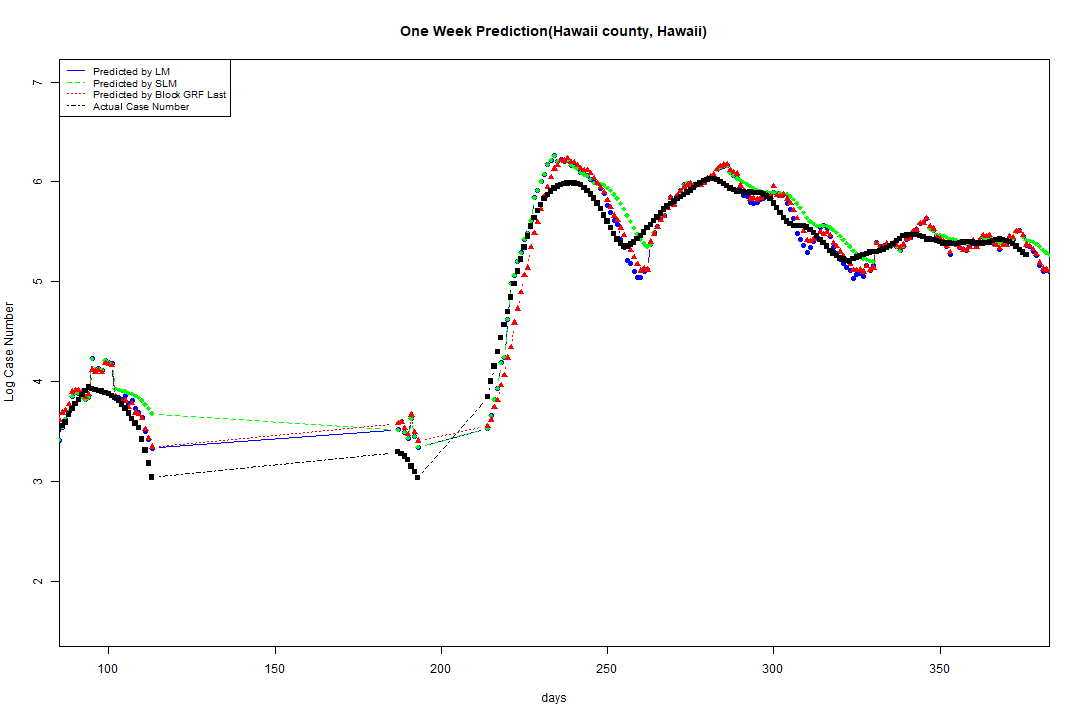 One Week Prediction(Hawaii county, Hawaii)
Predicted by LM
Predicted by SLM
Predicted by Block GRF Last
Actual Case Number
Log Case Number
7
6
5
4
3
2
100 150 200 250 300 350
days